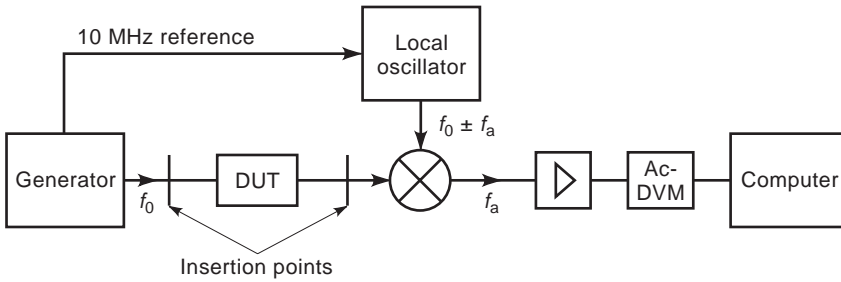 10 MHz reference
Local
oscillator
f₀ ± fₐ
Generator
f₀
DUT
fₐ
Ac-
DVM
Computer
Insertion points